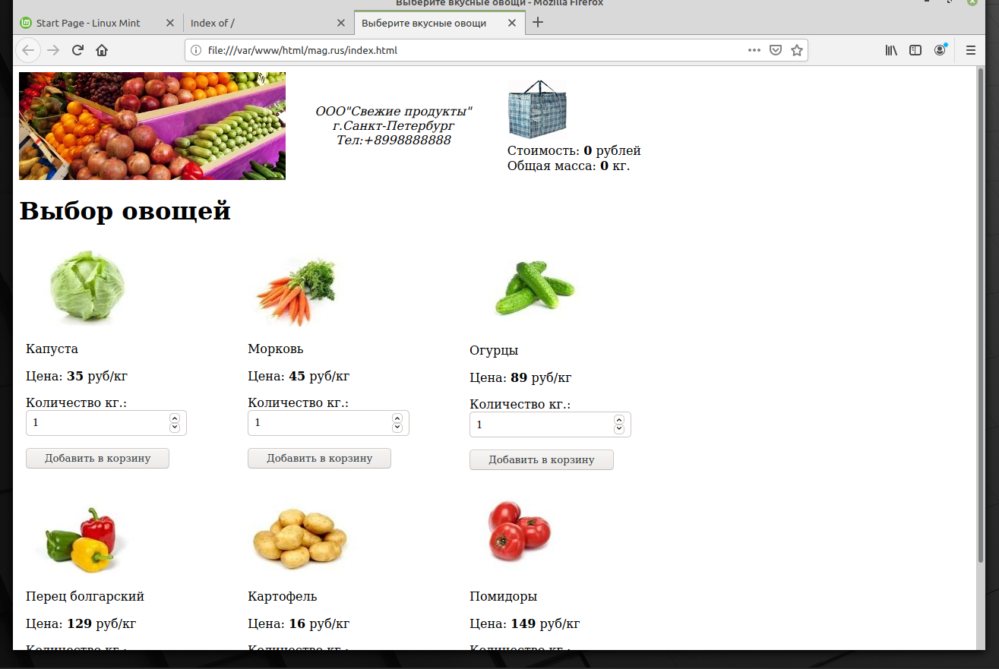 Выберите вкусные овощи - Mozilla Firefox
Start Page - Linux Mint
Index of /
Выберите вкусные овощи
file:///var/www/html/mag.rus/index.html
ООО"Свежие продукты"
г.Санкт-Петербург
Тел:+8998888888
Стоимость: 0 рублей
Общая масса: 0 кг.
Выбор овощей
Капуста
Цена: 35 руб/кг
Количество кг.:
1
Добавить в корзину
Морковь
Цена: 45 руб/кг
Количество кг.:
1
Добавить в корзину
Огурцы
Цена: 89 руб/кг
Количество кг.:
1
Добавить в корзину
Перец болгарский
Цена: 129 руб/кг
Количество кг.:
Картофель
Цена: 16 руб/кг
Количество кг.:
Помидоры
Цена: 149 руб/кг
Количество кг.: